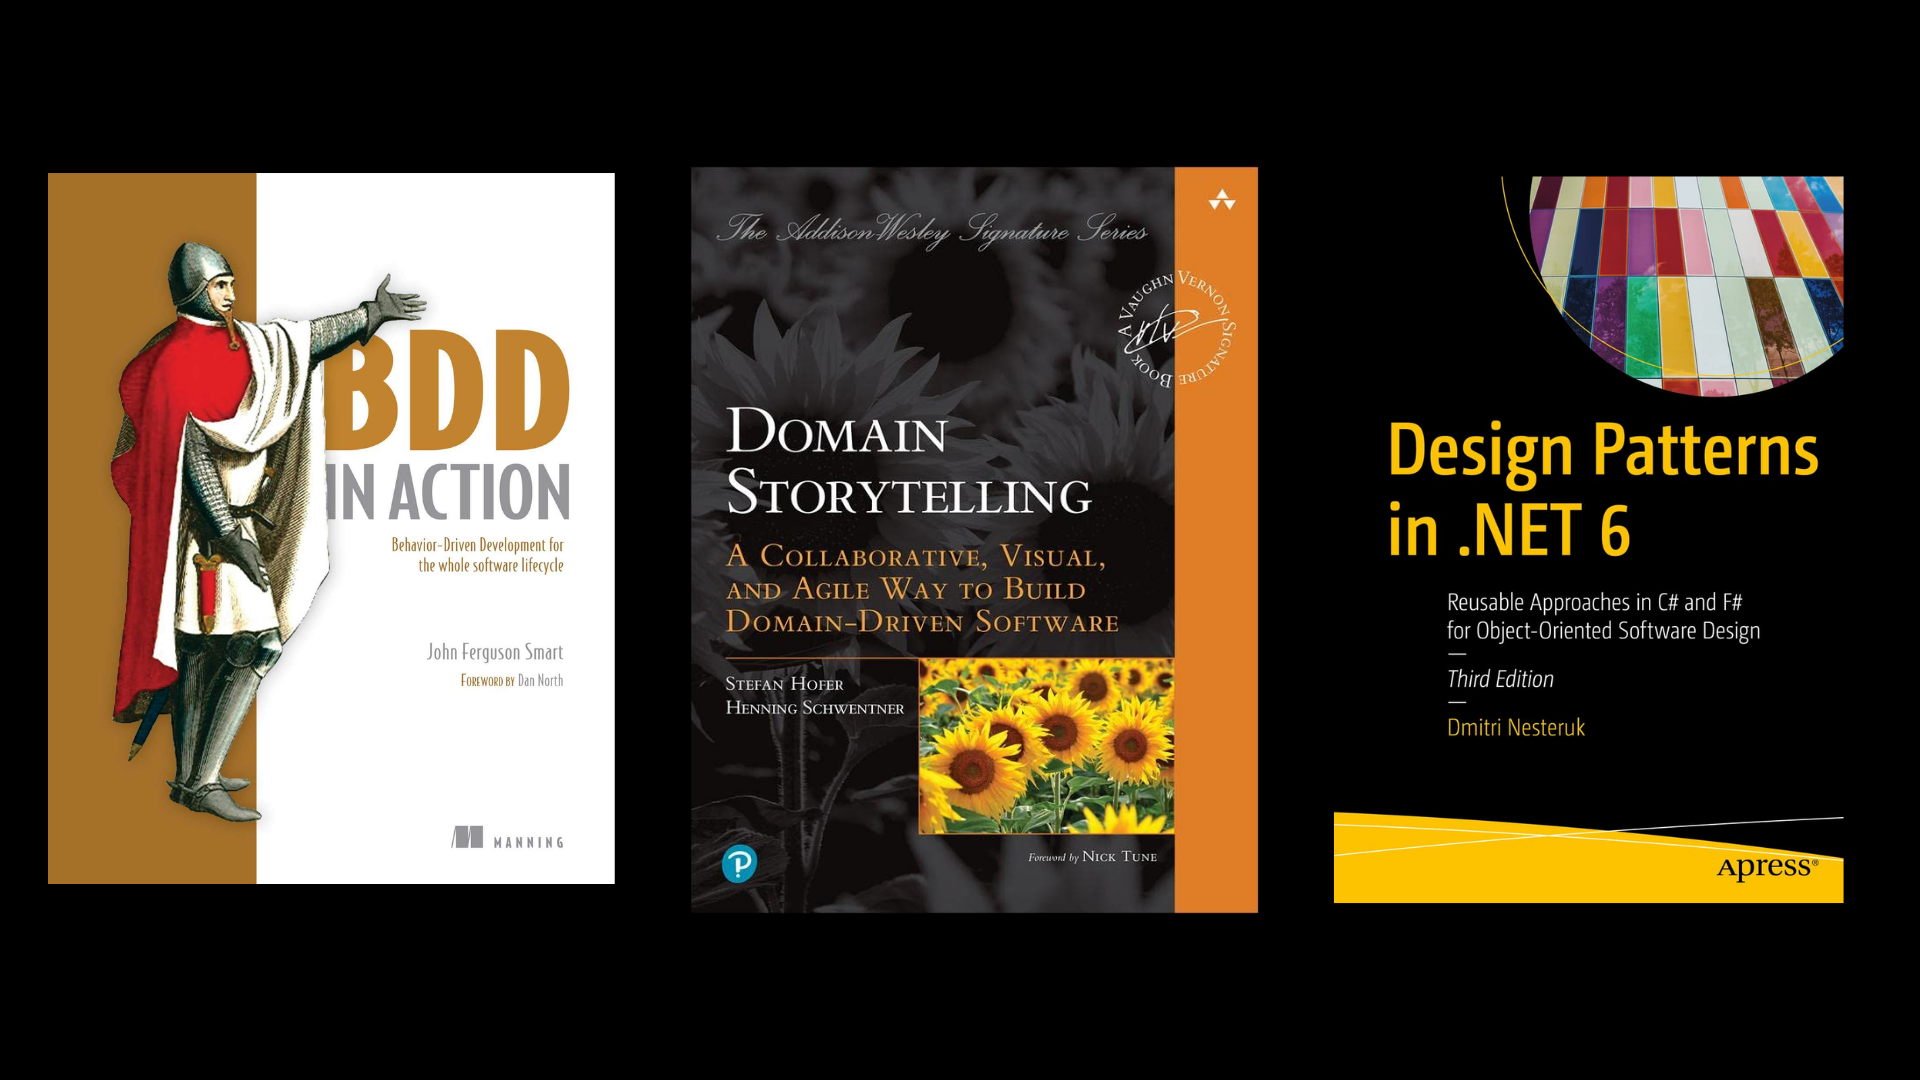 BDD
IN ACTION
Behavior-Driven Development for
the whole software lifecycle
John Ferguson Smart
FOREWORD BY Dan North
MANNING
The Addison-Wesley Signature Series
A VAUGHN VERNON SIGNATURE BOOK
DOMAIN
STORYTELLING
A COLLABORATIVE, VISUAL,
AND AGILE WAY TO BUILD
DOMAIN-DRIVEN SOFTWARE
STEFAN HOFER
HENNING SCHWENTNER
Foreword by NICK TUNE
P
Design Patterns
in .NET 6
Reusable Approaches in C# and F#
for Object-Oriented Software Design
Third Edition
Dmitri Nesteruk
Apress®